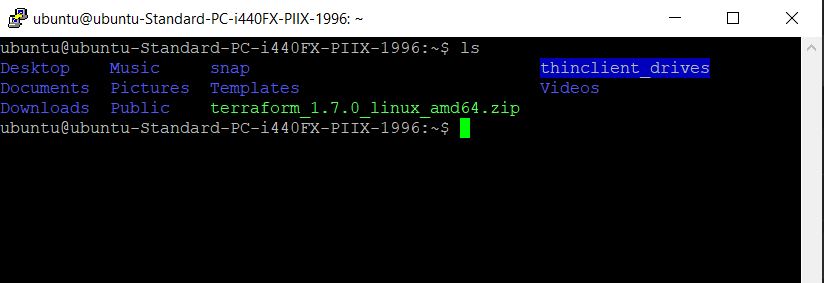 ubuntu@ubuntu-Standard-PC-i440FX-PIIX-1996: ~
ubuntu@ubuntu-Standard-PC-i440FX-PIIX-1996:~$ ls
Desktop Music snap thinclient_drives
Documents Pictures Templates Videos
Downloads Public terraform_1.7.0_linux_amd64.zip
ubuntu@ubuntu-Standard-PC-i440FX-PIIX-1996:~$